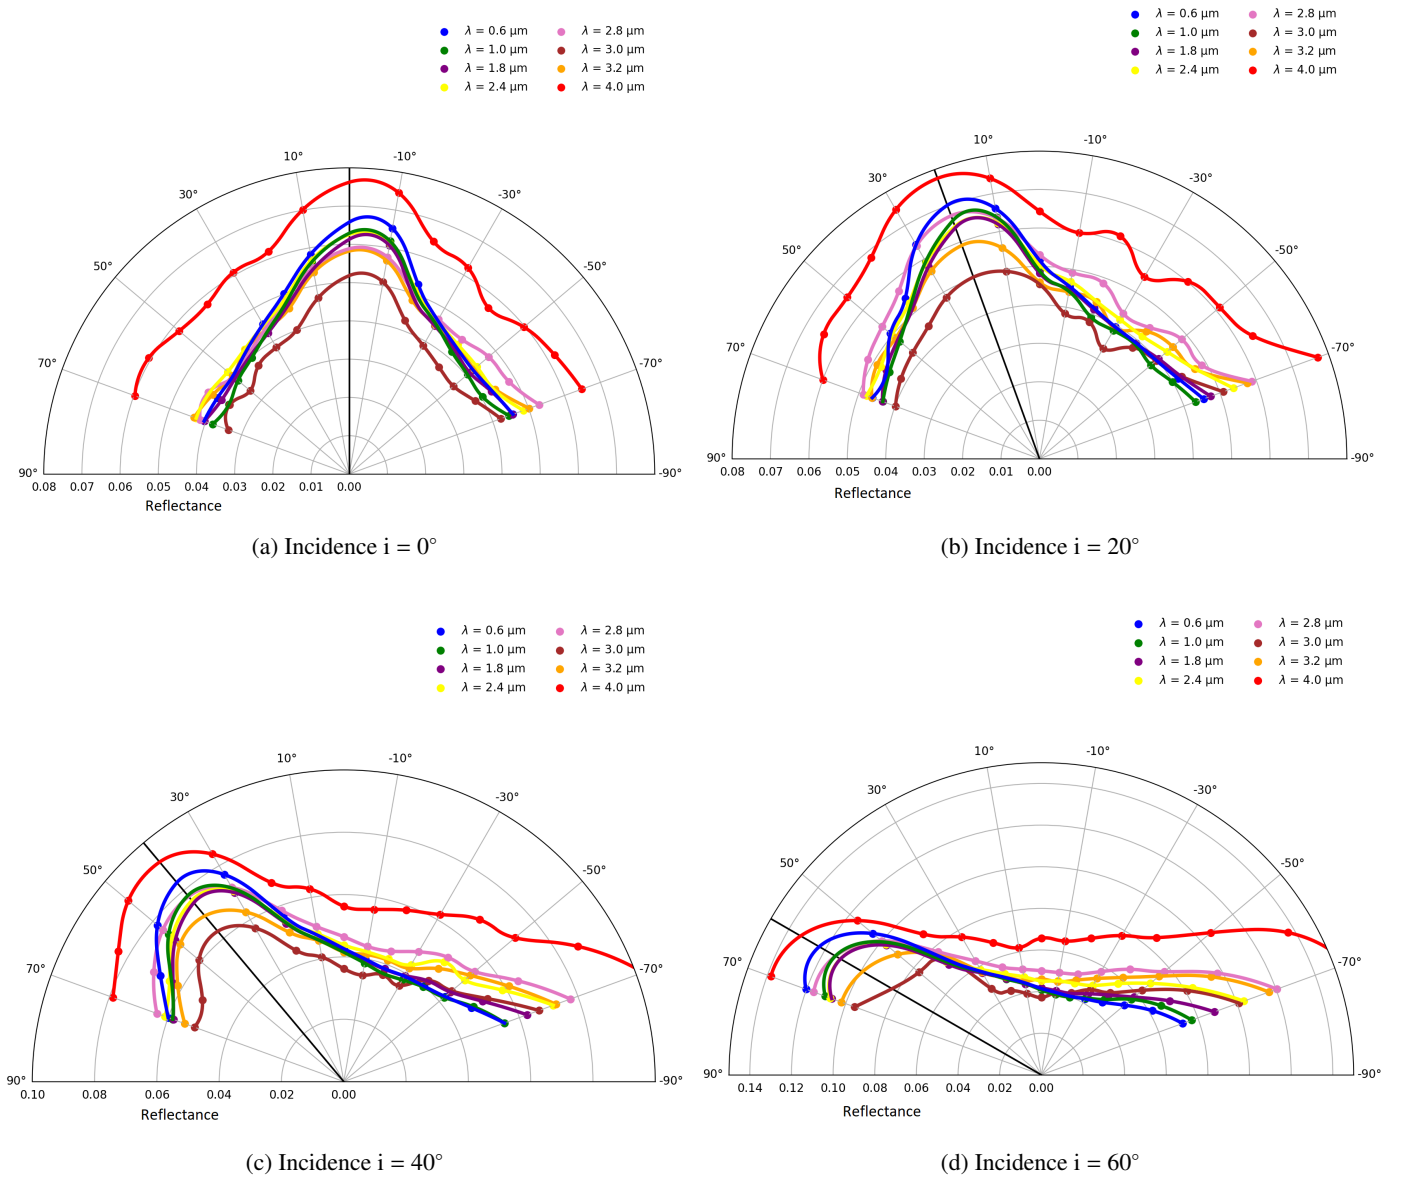 λ = 0.6 μm λ = 2.8 μm
λ = 1.0 μm λ = 3.0 μm
λ = 1.8 μm λ = 3.2 μm
λ = 2.4 μm λ = 4.0 μm
10° -10°
30° -30°
50° -50°
70° -70°
90° -90°
0.08 0.07 0.06 0.05 0.04 0.03 0.02 0.01 0.00
Reflectance
(a) Incidence i = 0°
λ = 0.6 μm λ = 2.8 μm
λ = 1.0 μm λ = 3.0 μm
λ = 1.8 μm λ = 3.2 μm
λ = 2.4 μm λ = 4.0 μm
10° -10°
30° -30°
50° -50°
70° -70°
90° -90°
0.08 0.07 0.06 0.05 0.04 0.03 0.02 0.01 0.00
Reflectance
(b) Incidence i = 20°
λ = 0.6 μm λ = 2.8 μm
λ = 1.0 μm λ = 3.0 μm
λ = 1.8 μm λ = 3.2 μm
λ = 2.4 μm λ = 4.0 μm
10° -10°
30° -30°
50° -50°
70° -70°
90° -90°
0.10 0.08 0.06 0.04 0.02 0.00
Reflectance
(c) Incidence i = 40°
λ = 0.6 μm λ = 2.8 μm
λ = 1.0 μm λ = 3.0 μm
λ = 1.8 μm λ = 3.2 μm
λ = 2.4 μm λ = 4.0 μm
10° -10°
30° -30°
50° -50°
70° -70°
90° -90°
0.14 0.12 0.10 0.08 0.06 0.04 0.02 0.00
Reflectance
(d) Incidence i = 60°